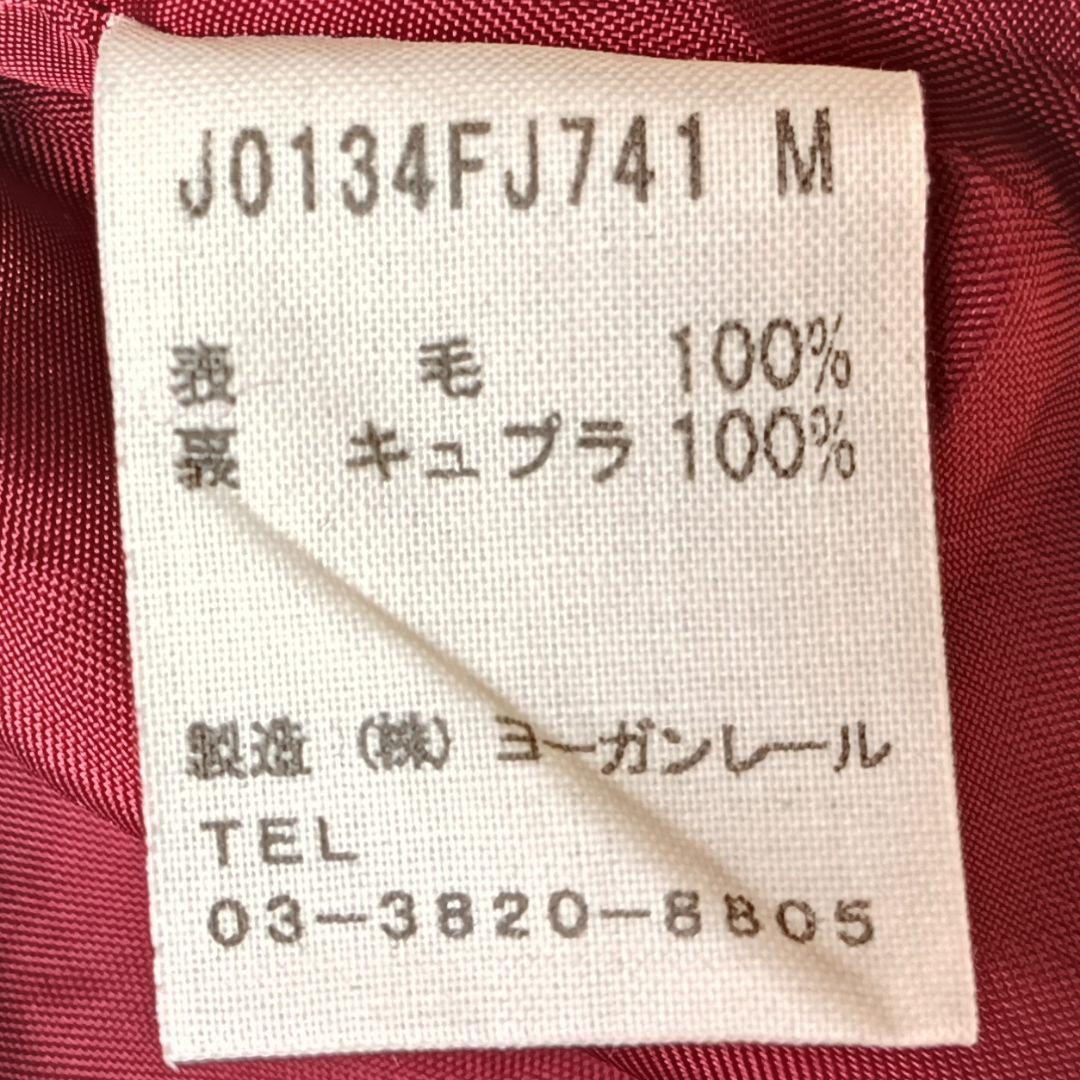 J0134FJ741 M
表 毛 100%
裏 キュプラ 100%
製造 (株) ヨーガンレール
TEL
03-3820-8805